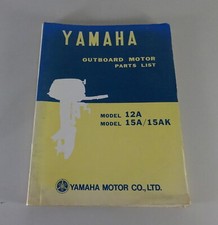 YAMAHA
OUTBOARD MOTOR
PARTS LIST
MODEL 12A
MODEL 15A/15AK
YAMAHA MOTOR CO., LTD.